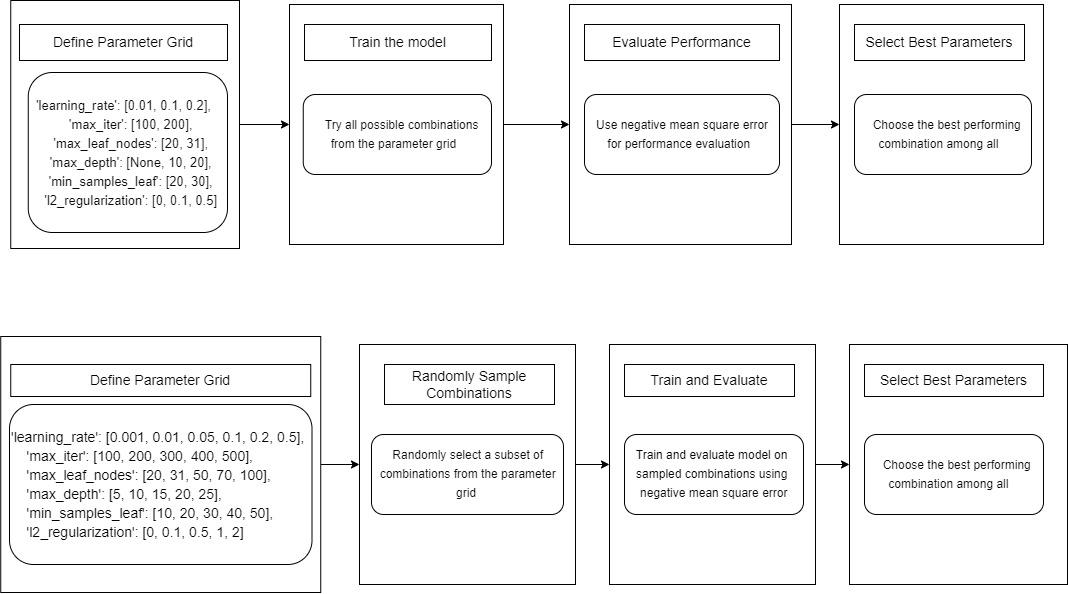 Define Parameter Grid
'learning_rate': [0.01, 0.1, 0.2],
'max_iter': [100, 200],
'max_leaf_nodes': [20, 31],
'max_depth': [None, 10, 20],
'min_samples_leaf': [20, 30],
'l2_regularization': [0, 0.1, 0.5]
Train the model
Try all possible combinations
from the parameter grid
Evaluate Performance
Use negative mean square error
for performance evaluation
Select Best Parameters
Choose the best performing
combination among all
Define Parameter Grid
'learning_rate': [0.001, 0.01, 0.05, 0.1, 0.2, 0.5],
'max_iter': [100, 200, 300, 400, 500],
'max_leaf_nodes': [20, 31, 50, 70, 100],
'max_depth': [5, 10, 15, 20, 25],
'min_samples_leaf': [10, 20, 30, 40, 50],
'l2_regularization': [0, 0.1, 0.5, 1, 2]
Randomly Sample
Combinations
Randomly select a subset of
combinations from the parameter
grid
Train and Evaluate
Train and evaluate model on
sampled combinations using
negative mean square error
Select Best Parameters
Choose the best performing
combination among all